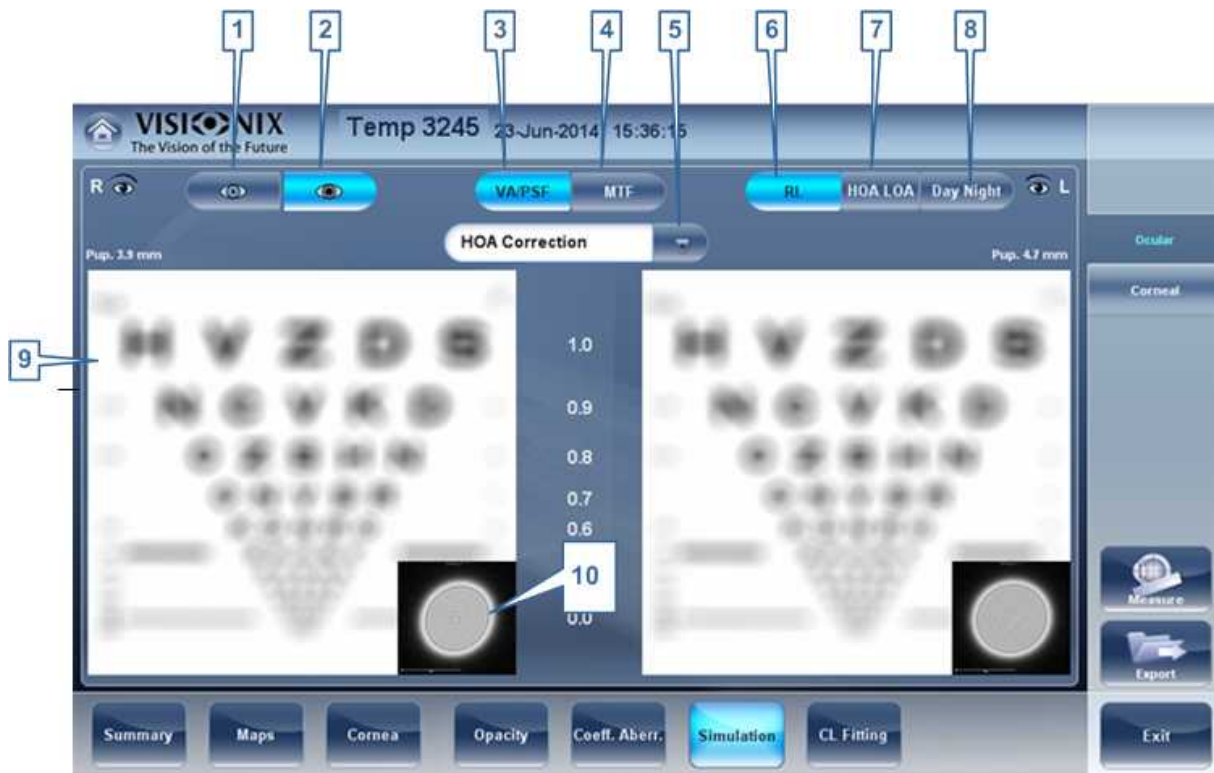 1 2 3 4 5 6 7 8
VISIONIX Temp 3245 23-Jun-2014 15:36:15
The Vision of the Future
R VA/PSF MTF R L HOA LOA Day Night L
HOA Correction
Pup. 3.9 mm Pup. 4.7 mm
Ocular
Corneal
9
H V Z D S 1.0 H V Z D S
0.9
0.8
0.7
0.6
10
0.0
Measure
Export
Summary Maps Cornea Opacity Coeff. Aberr. Simulation CL Fitting Exit